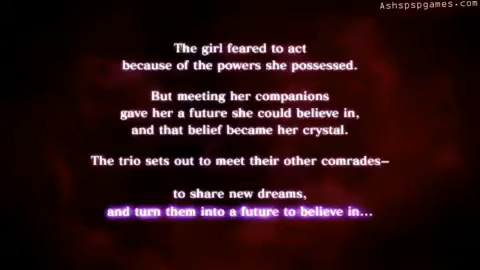 Ashspspgames.com
The girl feared to act
because of the powers she possessed.
But meeting her companions
gave her a future she could believe in,
and that belief became her crystal.
The trio sets out to meet their other comrades—
to share new dreams,
and turn them into a future to believe in...